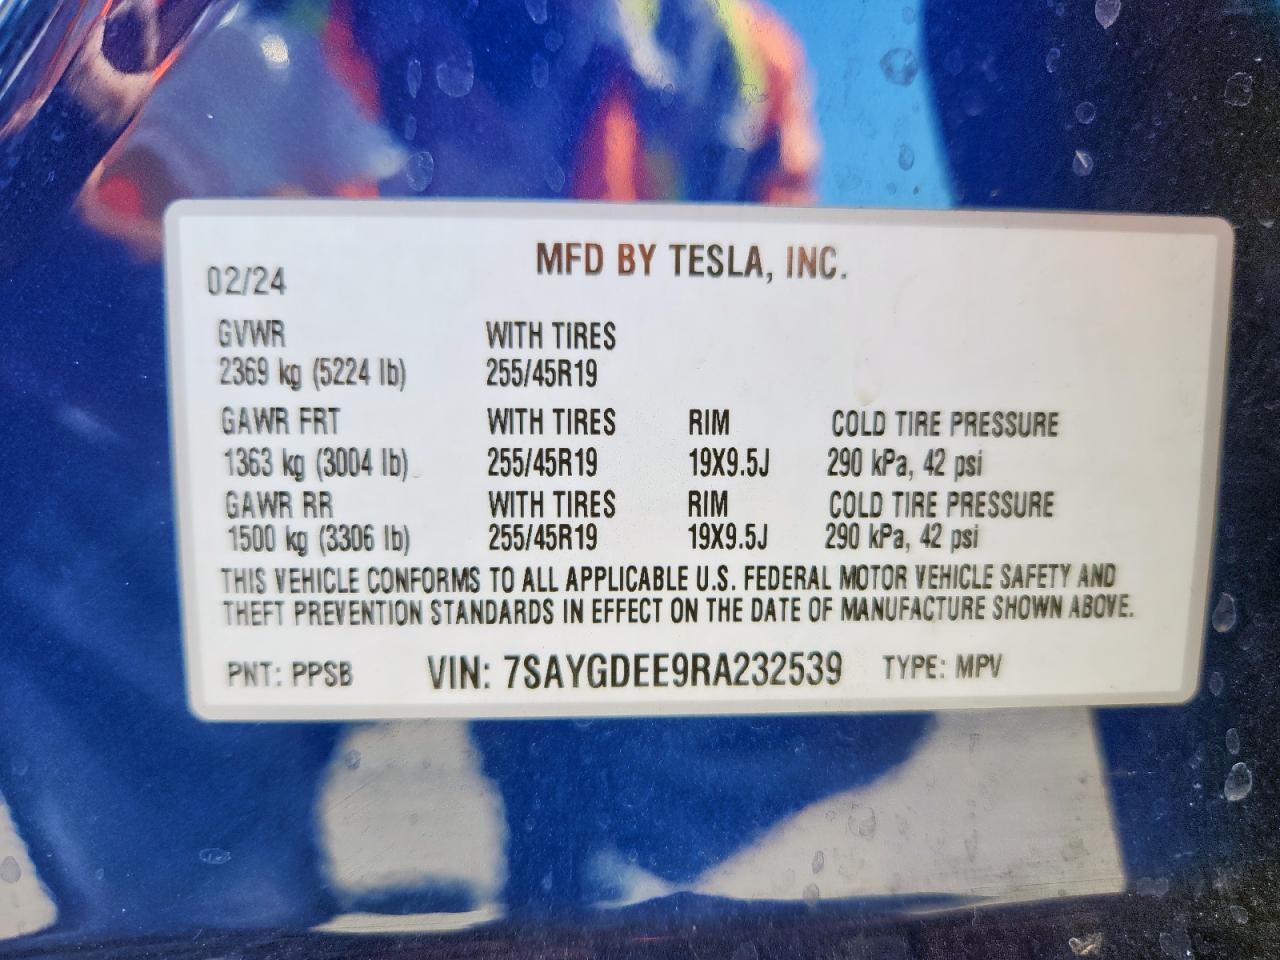 MFD BY TESLA, INC.
02/24
GVWR WITH TIRES
2369 kg (5224 lb) 255/45R19
GAWR FRT WITH TIRES RIM COLD TIRE PRESSURE
1363 kg (3004 lb) 255/45R19 19X9.5J 290 kPa, 42 psi
GAWR RR WITH TIRES RIM COLD TIRE PRESSURE
1500 kg (3306 lb) 255/45R19 19X9.5J 290 kPa, 42 psi
THIS VEHICLE CONFORMS TO ALL APPLICABLE U.S. FEDERAL MOTOR VEHICLE SAFETY AND
THEFT PREVENTION STANDARDS IN EFFECT ON THE DATE OF MANUFACTURE SHOWN ABOVE.
PNT: PPSB VIN: 7SAYGDEE9RA232539 TYPE: MPV